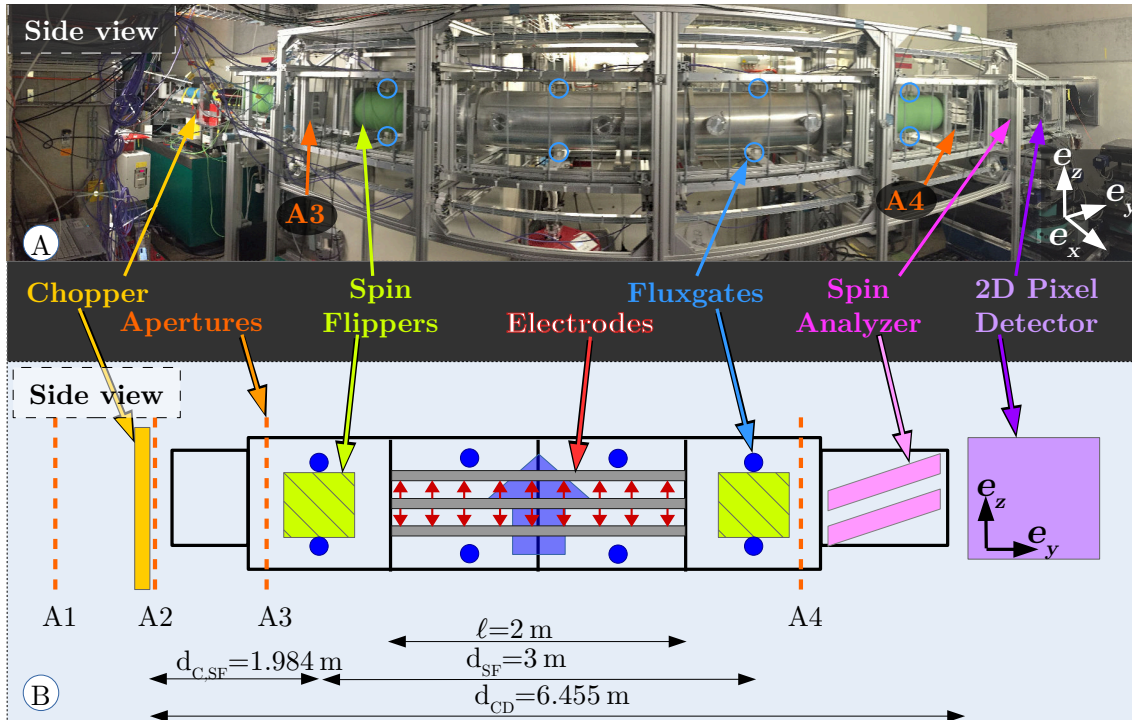 Side view
A3
A4
e_z
e_y
e_x
A
Chopper
Apertures
Spin
Flippers
Electrodes
Fluxgates
Spin
Analyzer
2D Pixel
Detector
Side view
e_z
e_y
A1
A2
A3
A4
ℓ=2 m
d_C,SF=1.984 m
d_SF=3 m
d_CD=6.455 m
B